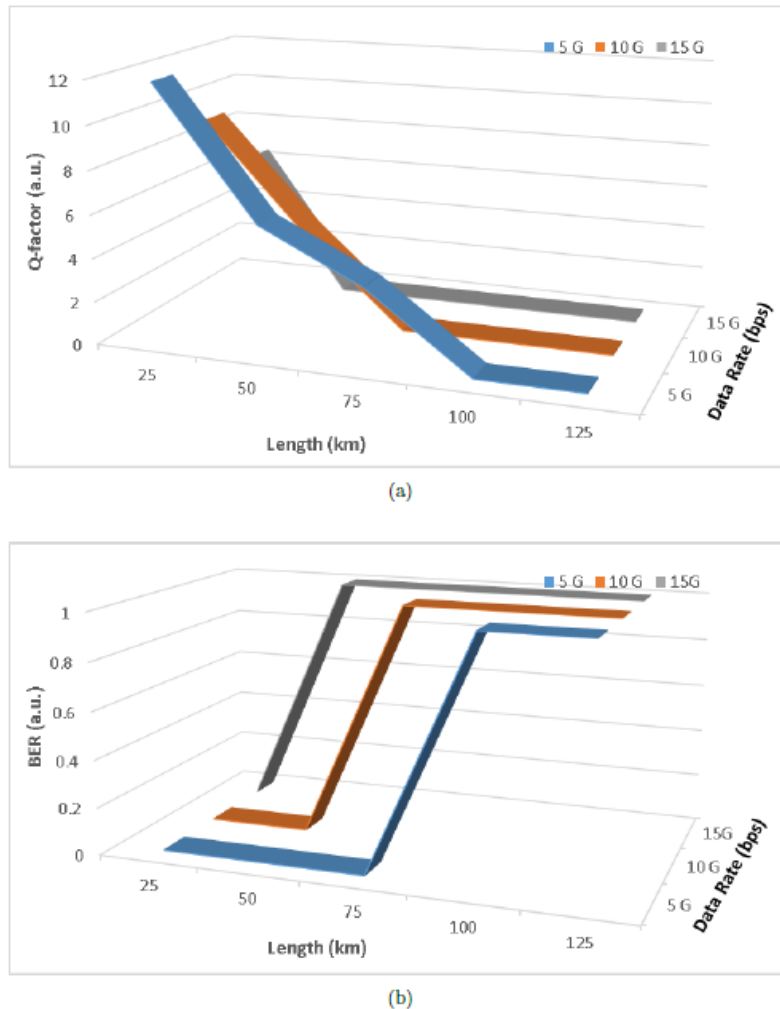 5 G 10 G 15 G
12
10
8
6
4
2
0
Q-factor (a.u.)
25
50
75
100
125
Length (km)
5 G
10 G
15 G
Data Rate (bps)
(a)
5 G 10 G 15G
1
0.8
0.6
0.4
0.2
0
BER (a.u.)
25
50
75
100
125
Length (km)
5 G
10 G
15G
Data Rate (bps)
(b)